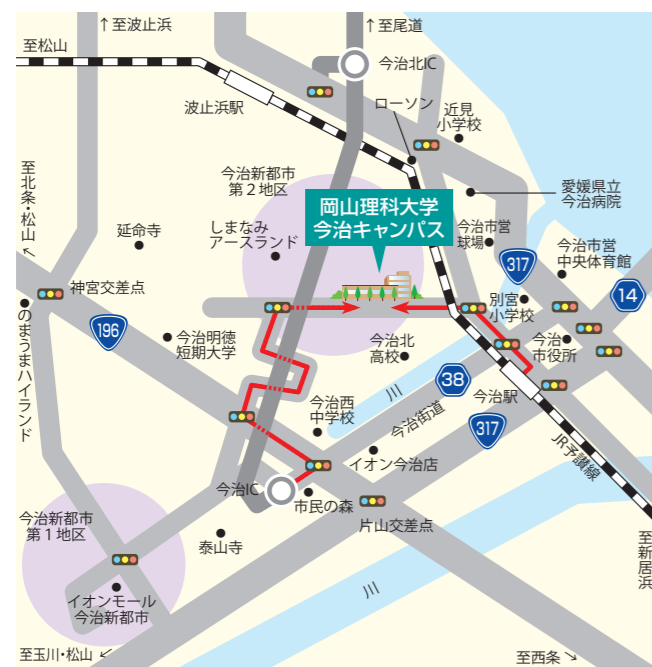 ↑至波止浜
↑至尾道
至松山
今治北IC
波止浜駅
ローソン
近見
小学校
至北条・松山
今治新都市
第2地区
岡山理科大学
今治キャンパス
愛媛県立
今治病院
延命寺
しまなみ
アースランド
今治市営
球場
317
今治市営
中央体育館
14
神宮交差点
196
のまうまハイランド
今治明徳
短期大学
別宮
小学校
今治北
高校
今治
市役所
38
川
今治駅
今治西
中学校
今治街道
317
イオン今治店
JR予讃線
今治IC
市民の森
片山交差点
今治新都市
第1地区
泰山寺
至新居浜
イオンモール
今治新都市
川
至玉川・松山
至西条